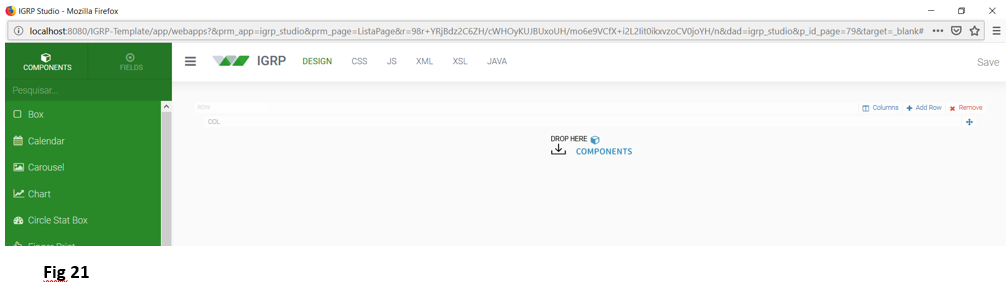 IGRP Studio - Mozilla Firefox
localhost:8080/IGRP-Template/app/webapps?&prm_app=igrp_studio&prm_page=ListaPage&r=98r+YRjBdz2C6ZH/cWHOyKUJBUxoUH/mo6e9VCfX+i2L2Iit0ikxvzoCV0joYH/n&dad=igrp_studio&p_id_page=79&target=_blank#
COMPONENTS FIELDS
IGRP DESIGN CSS JS XML XSL JAVA Save
Pesquisar...
ROW Columns Add Row Remove
Box
COL
Calendar
DROP HERE
COMPONENTS
Carousel
Chart
Circle Stat Box
Finger Print
Fig 21